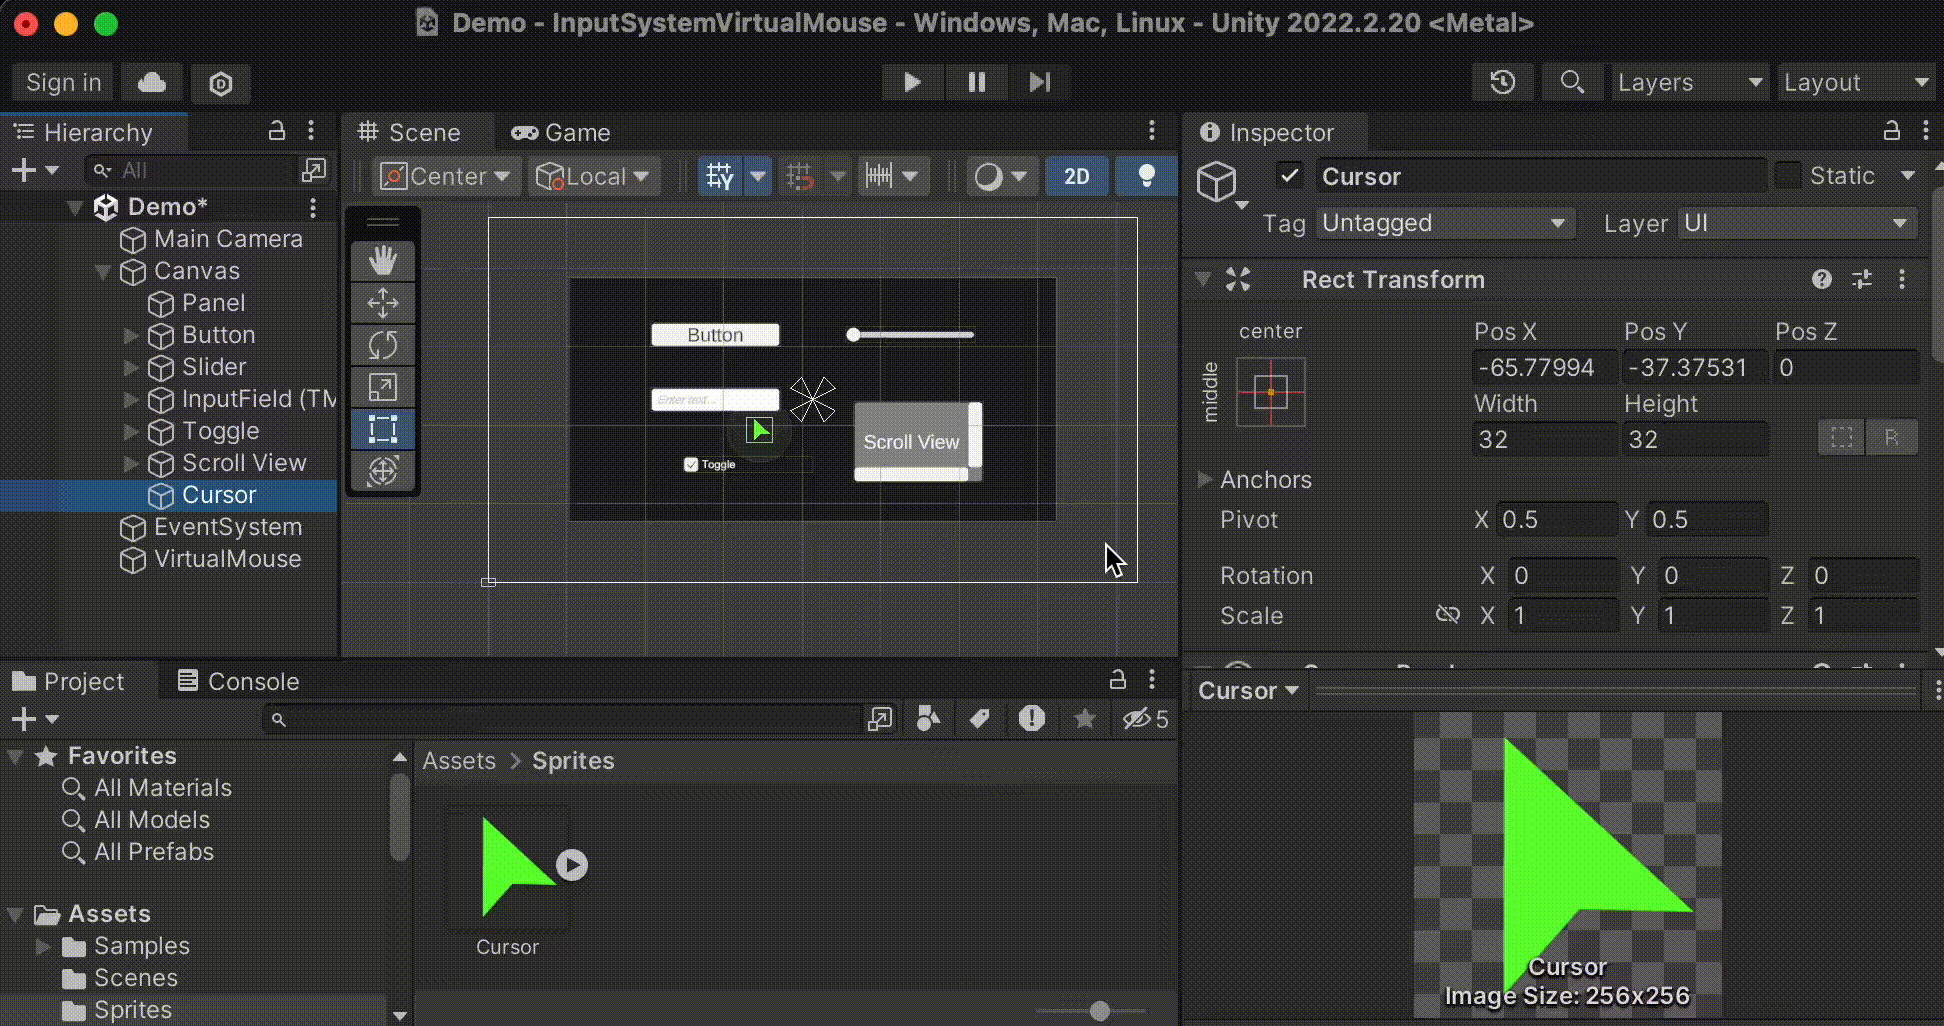 Demo - InputSystemVirtualMouse - Windows, Mac, Linux - Unity 2022.2.20 <Metal>
Sign in
Layers
Layout
Hierarchy
All
Demo*
Main Camera
Canvas
Panel
Button
Slider
InputField (TM
Toggle
Scroll View
Cursor
EventSystem
VirtualMouse
Scene
Game
Center
Local
2D
Button
Enter text...
Toggle
Scroll View
Inspector
Cursor
Static
Tag
Untagged
Layer
UI
Rect Transform
center
middle
Pos X
Pos Y
Pos Z
-65.77994
-37.37531
0
Width
Height
32
32
R
Anchors
Pivot
X 0.5
Y 0.5
Rotation
X 0
Y 0
Z 0
Scale
X 1
Y 1
Z 1
Project
Console
5
Favorites
All Materials
All Models
All Prefabs
Assets
Samples
Scenes
Sprites
Assets > Sprites
Cursor
Cursor
Cursor
Image Size: 256x256